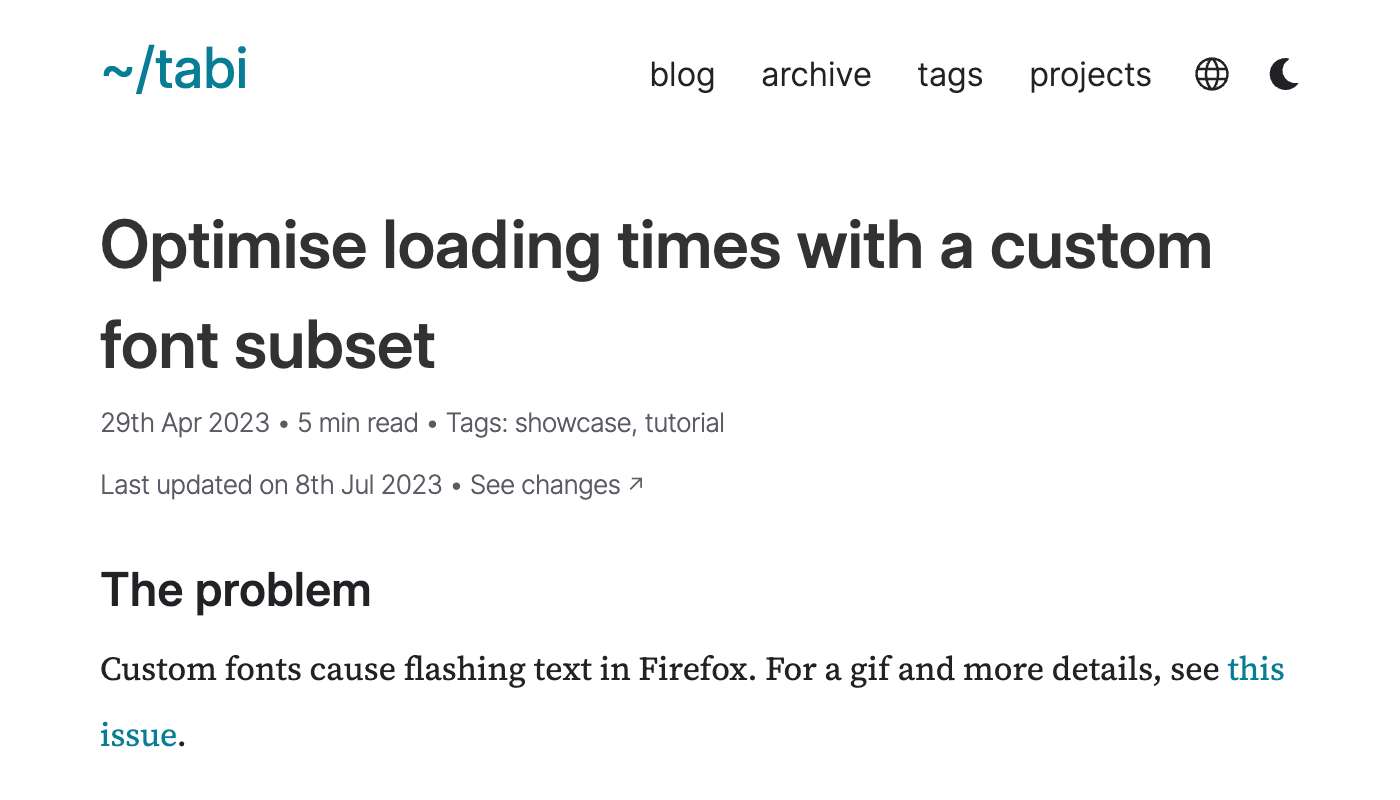 ~/tabi
blog archive tags projects
Optimise loading times with a custom
font subset
29th Apr 2023 • 5 min read • Tags: showcase, tutorial
Last updated on 8th Jul 2023 • See changes ↗
The problem
Custom fonts cause flashing text in Firefox. For a gif and more details, see this
issue.